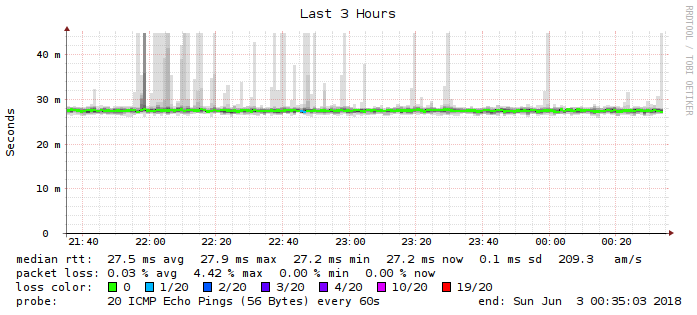 Last 3 Hours
RRDTOOL / TOBI OETIKER
Seconds
40 m
30 m
20 m
10 m
0
21:40 22:00 22:20 22:40 23:00 23:20 23:40 00:00 00:20
median rtt: 27.5 ms avg 27.9 ms max 27.2 ms min 27.2 ms now 0.1 ms sd 209.3 am/s
packet loss: 0.03 % avg 4.42 % max 0.00 % min 0.00 % now
loss color: 0 1/20 2/20 3/20 4/20 10/20 19/20
probe: 20 ICMP Echo Pings (56 Bytes) every 60s end: Sun Jun 3 00:35:03 2018